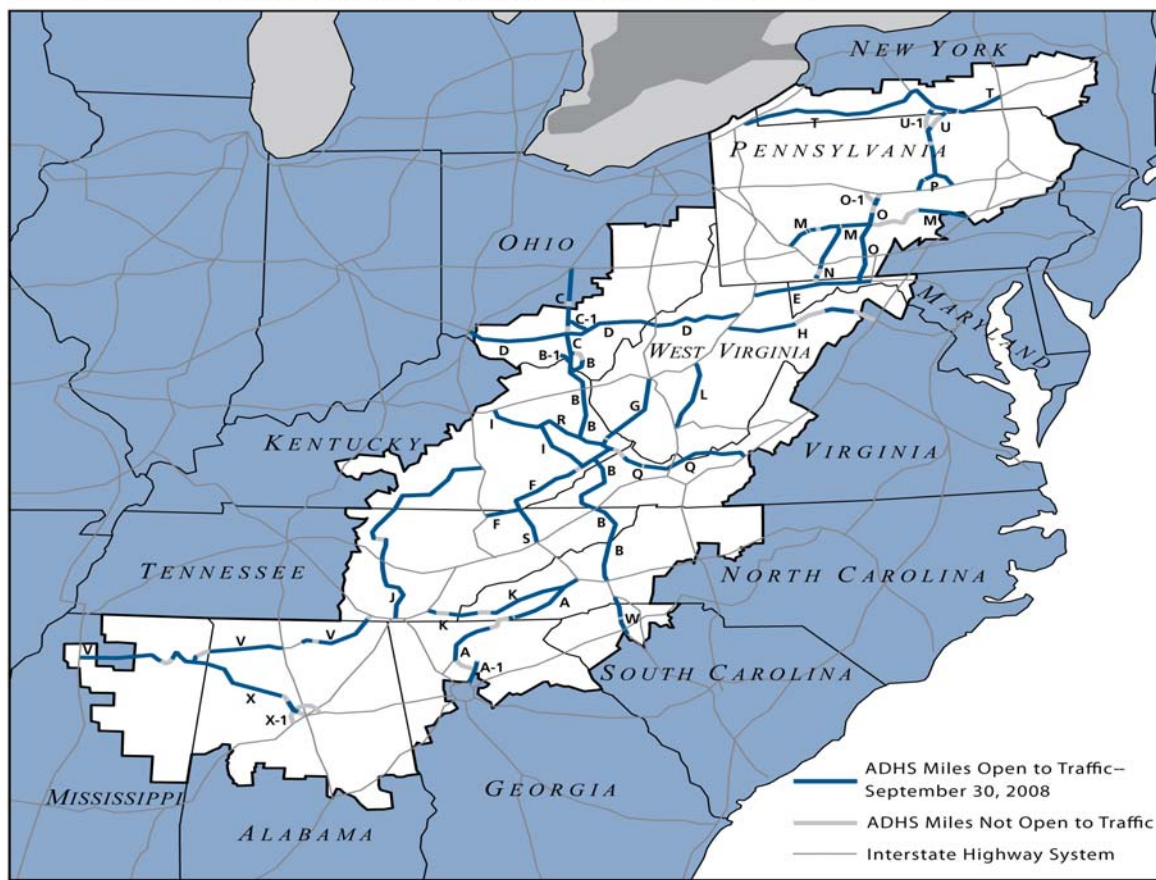 NEW YORK
T
T
U-1
U
PENNSYLVANIA
P
O-1
O
M
M
M
O
N
OHIO
C
C-1
E
MARYLAND
D
D
D
H
C
B-1
B
WEST VIRGINIA
B
G
L
I
R
B
KENTUCKY
I
VIRGINIA
B
Q
Q
F
F
B
S
B
TENNESSEE
NORTH CAROLINA
J
K
A
K
W
V
V
V
A
A-1
SOUTH CAROLINA
X
X-1
MISSISSIPPI
ALABAMA
GEORGIA
ADHS Miles Open to Traffic--
September 30, 2008
ADHS Miles Not Open to Traffic
Interstate Highway System